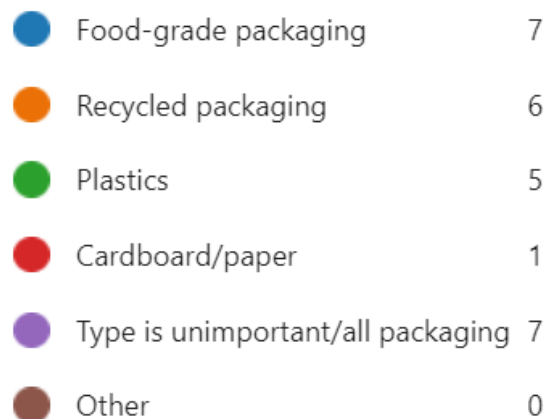 Food-grade packaging 7
Recycled packaging 6
Plastics 5
Cardboard/paper 1
Type is unimportant/all packaging 7
Other 0